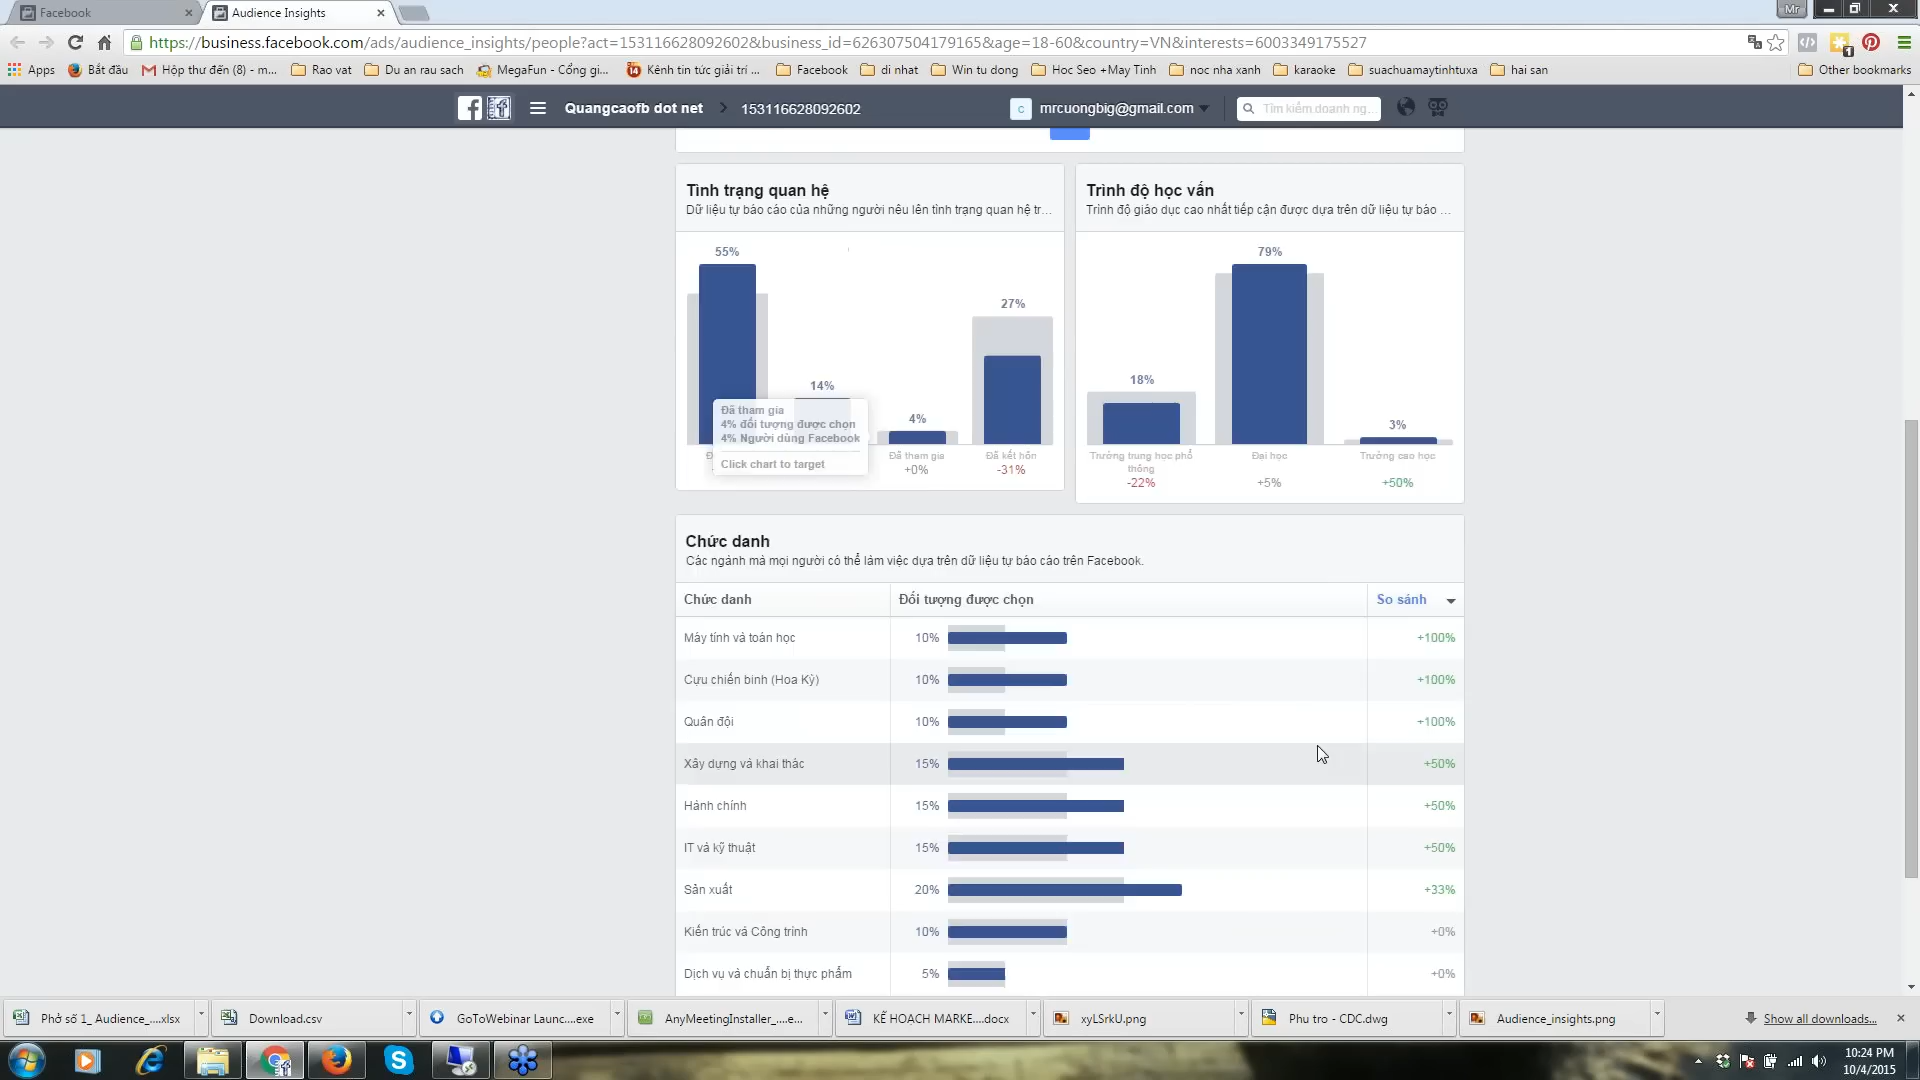 Facebook
Audience Insights
Mr
https://business.facebook.com/ads/audience_insights/people?act=153116628092602&business_id=626307504179165&age=18-60&country=VN&interests=6003349175527
1
Apps Bắt đầu Hộp thư đến (8) - m... Rao vat Du an rau sach MegaFun - Cổng gi... Kênh tin tức giải trí ... Facebook di nhat Win tu dong Hoc Seo +May Tinh noc nha xanh karaoke suachuamaytinhtuxa hai san Other bookmarks
Quangcaofb dot net 153116628092602 C mrcuongbig@gmail.com Tìm kiếm doanh ng...
Tình trạng quan hệ
Dữ liệu tự báo cáo của những người nêu lên tình trạng quan hệ tr...
55%
14%
4%
27%
Đã tham gia
4% đối tượng được chọn
4% Người dùng Facebook
Click chart to target
Đã tham gia
+0%
Đã kết hôn
-31%
Trình độ học vấn
Trình độ giáo dục cao nhất tiếp cận được dựa trên dữ liệu tự báo ...
18%
79%
3%
Trường trung học phổ thông
-22%
Đại học
+5%
Trường cao học
+50%
Chức danh
Các ngành mà mọi người có thể làm việc dựa trên dữ liệu tự báo cáo trên Facebook.
Chức danh Đối tượng được chọn So sánh
Máy tính và toán học 10% +100%
Cựu chiến binh (Hoa Kỳ) 10% +100%
Quân đội 10% +100%
Xây dựng và khai thác 15% +50%
Hành chính 15% +50%
IT và kỹ thuật 15% +50%
Sản xuất 20% +33%
Kiến trúc và Công trình 10% +0%
Dịch vụ và chuẩn bị thực phẩm 5% +0%
Phở số 1_ Audience_....xlsx Download.csv GoToWebinar Launc....exe AnyMeetingInstaller_....e... KẾ HOẠCH MARKE....docx xyLSrkU.png Phu tro - CDC.dwg Audience_insights.png Show all downloads...
10:24 PM
10/4/2015